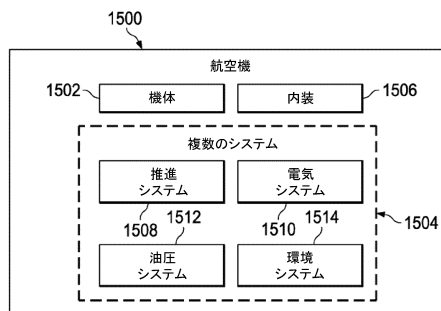 1500
航空機
1502
機体
内装
1506
複数のシステム
推進
システム
電気
システム
1508
1512
1510
1514
1504
油圧
システム
環境
システム